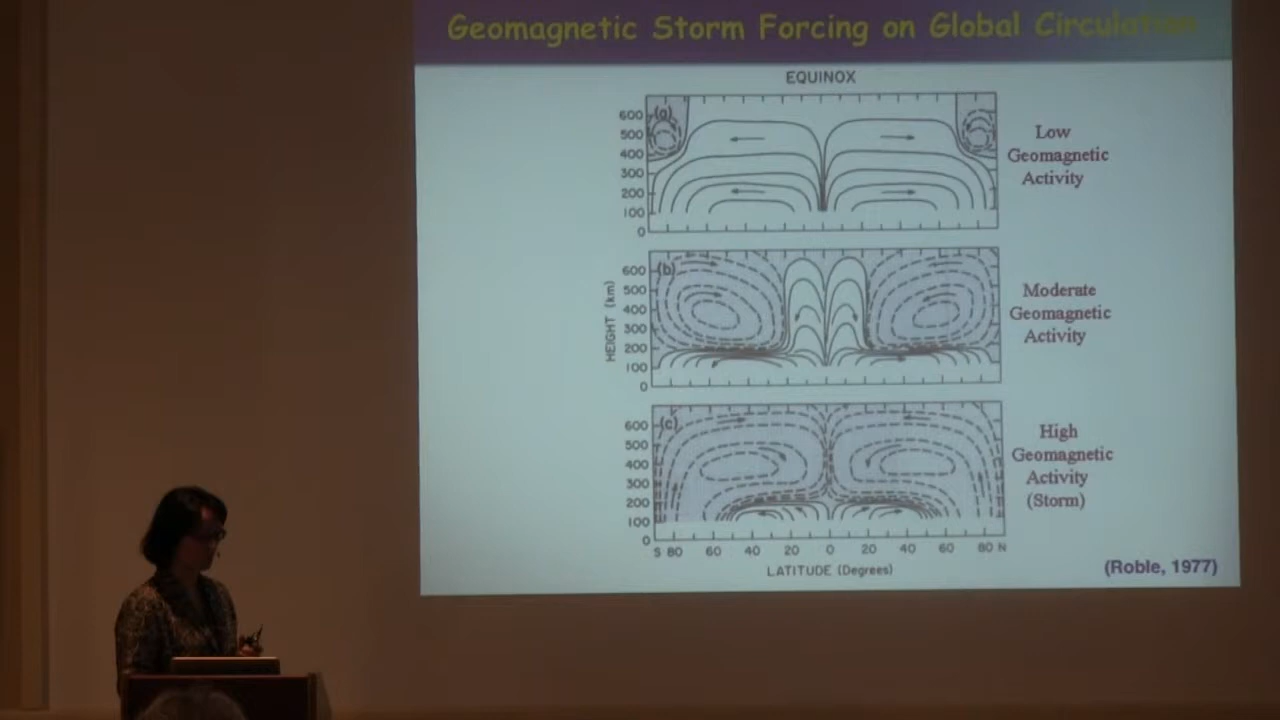 Geomagnetic Storm Forcing on Global Circulation
EQUINOX
(a)
600
500
400
300
200
100
0
Low
Geomagnetic
Activity
(b)
600
500
400
300
200
100
0
HEIGHT (km)
Moderate
Geomagnetic
Activity
(c)
600
500
400
300
200
100
0
High
Geomagnetic
Activity
(Storm)
S 80 60 40 20 0 20 40 60 80 N
LATITUDE (Degrees)
(Roble, 1977)